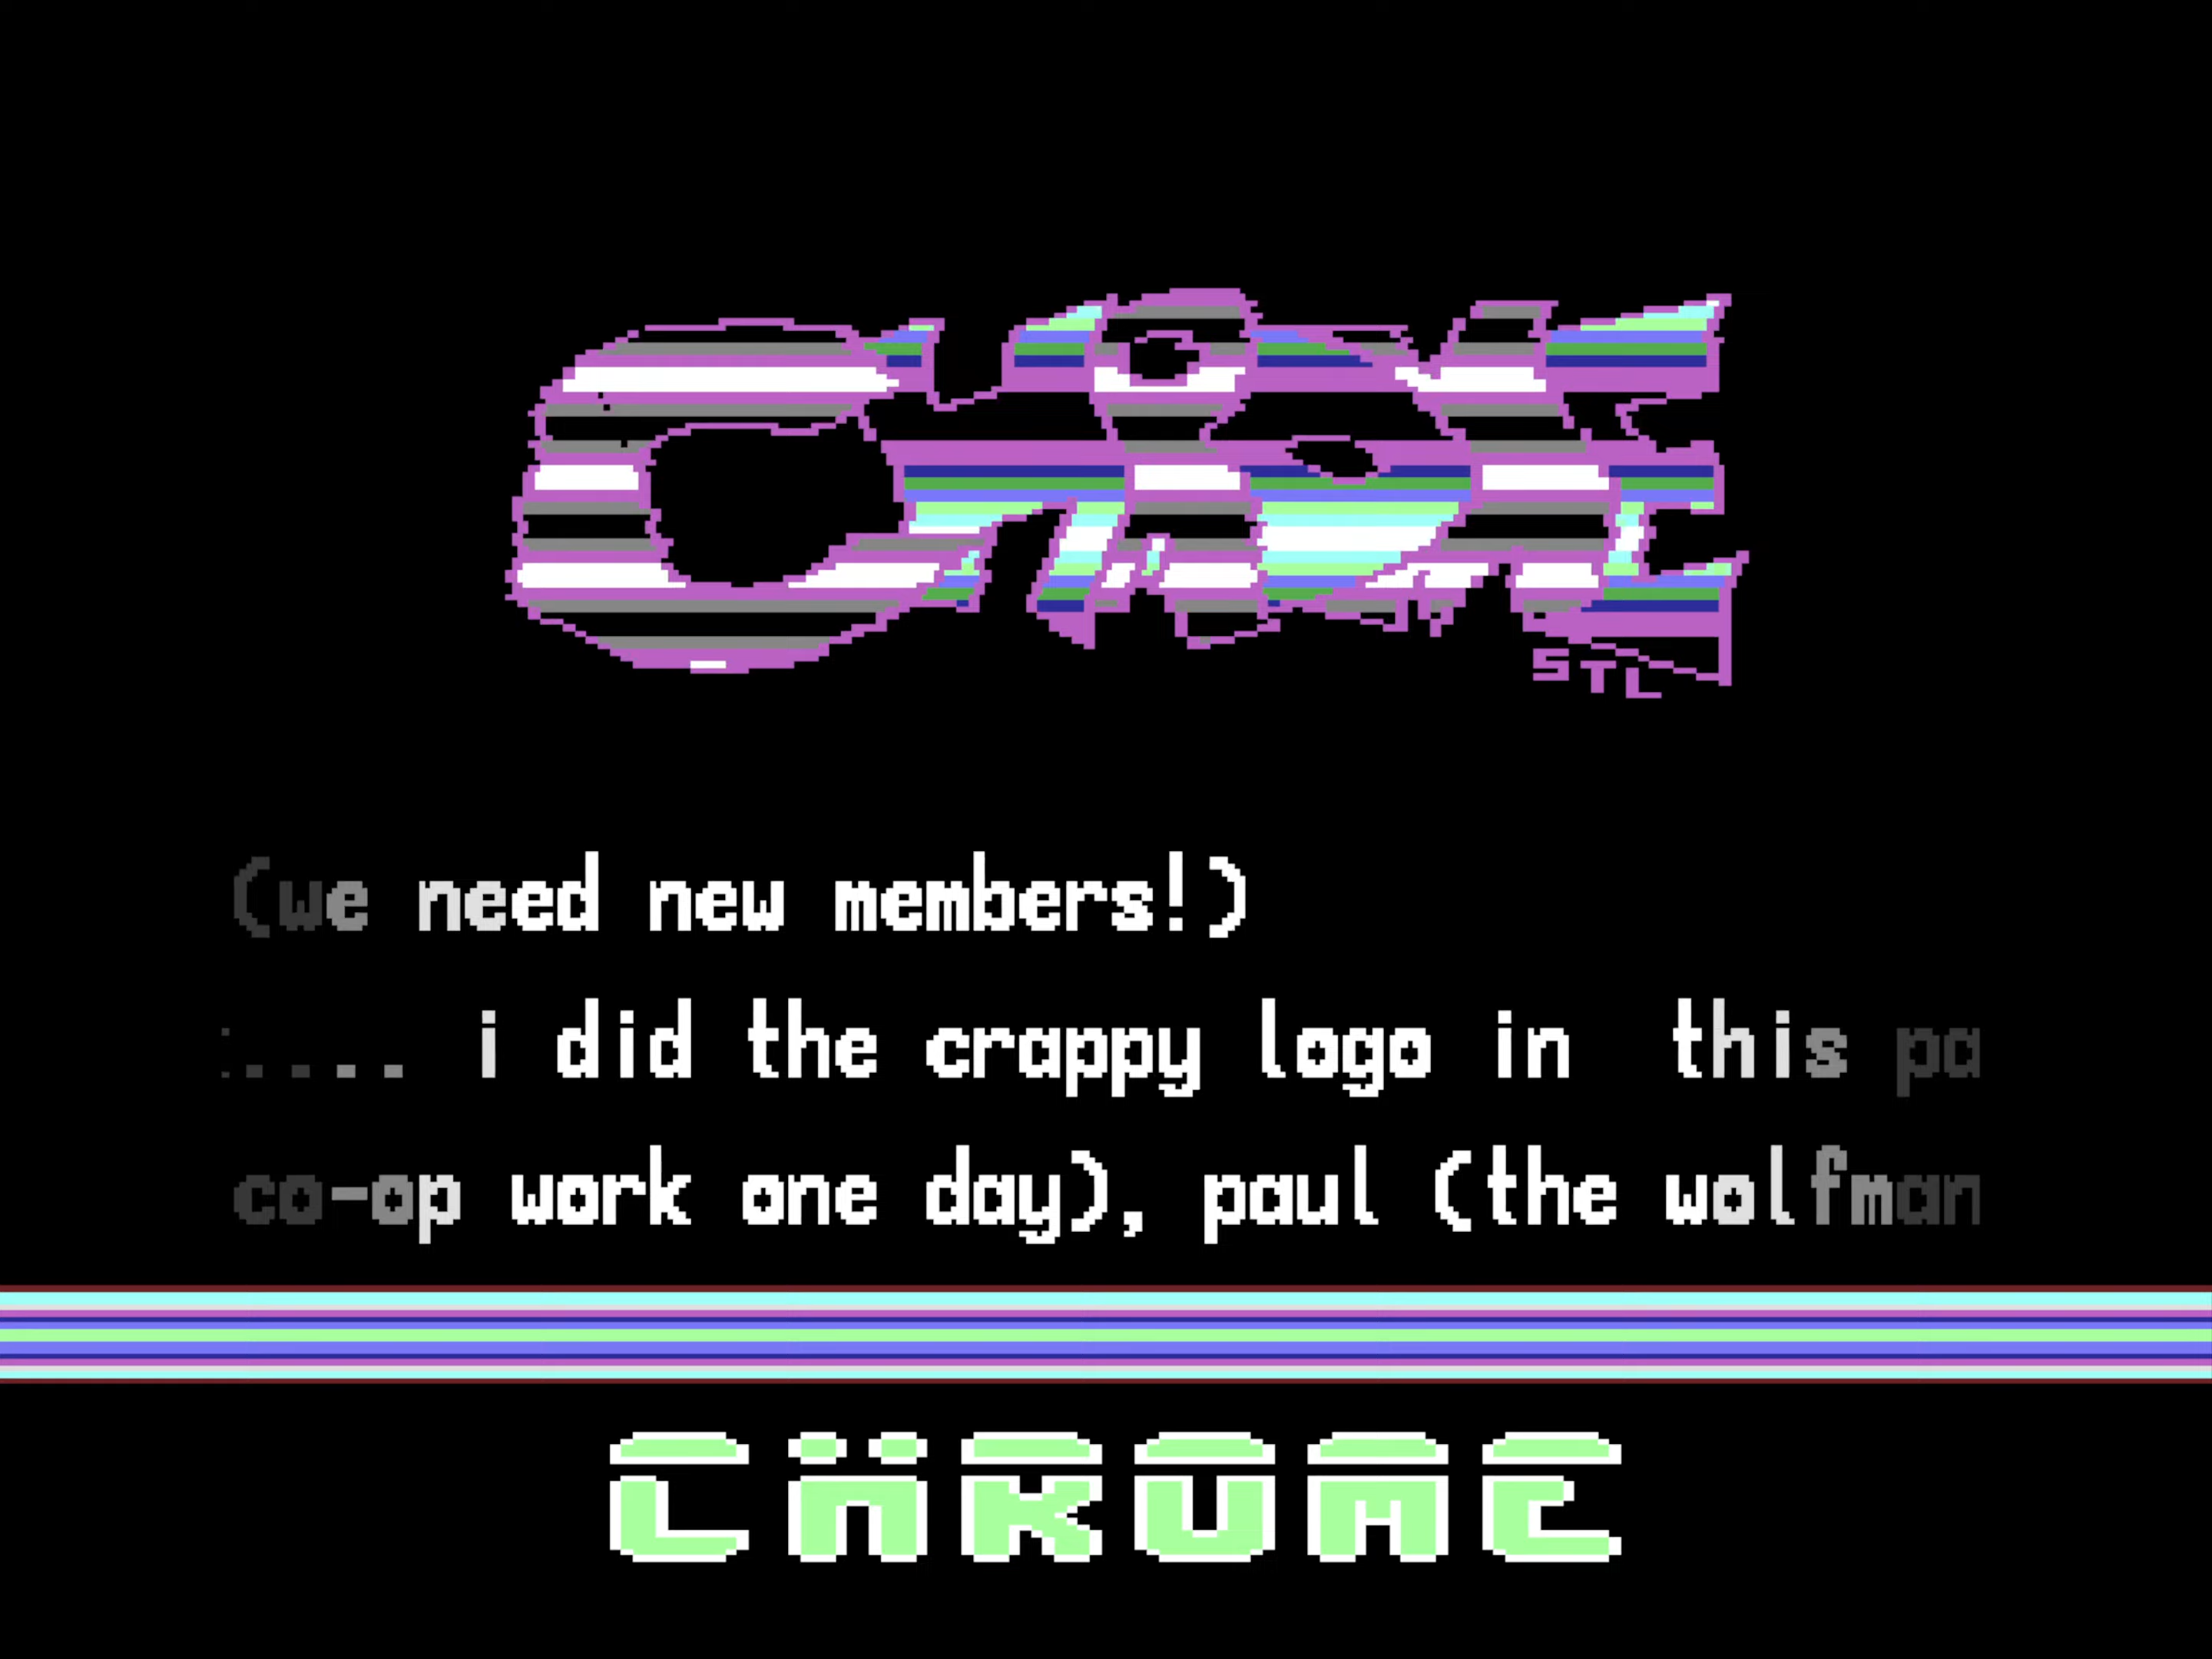 STL
(we need new members!)
:.... i did the crappy logo in  this pa
co-op work one day), paul (the wolfman
CHROME